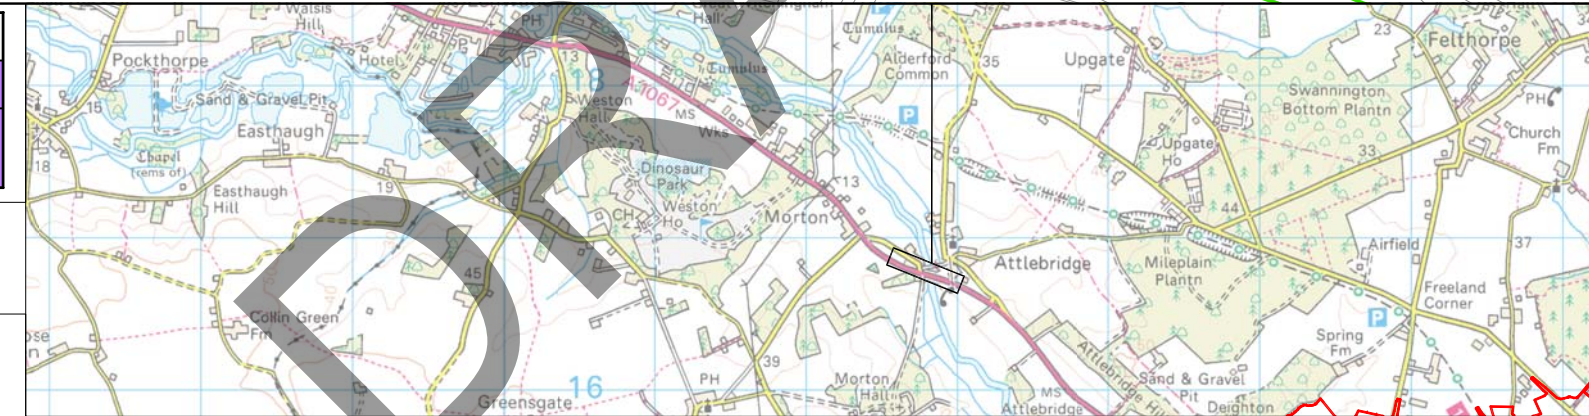 Walsis
Hill
PH
Hall
Tumulus
23
Felthorpe
Pockthorpe
Hotel
13
18
Tumulus
Alderford
Common
35
Upgate
A1067
Swannington
Bottom Plantn
PH
15
Sand & Gravel Pit
Weston
Hall
MS
Wks
P
Easthaugh
Upgate
Ho
33
Church
Fm
18
Chapel
(rems of)
Dinosaur
Park
Easthaugh
Hill
19
13
CH
Weston
Ho
Morton
44
Airfield
37
45
Attlebridge
Mileplain
Plantn
Freeland
Corner
Collin Green
Fm
P
Spring
Fm
39
Attlebridge
16
PH
Morton
Hall
MS
Sand & Gravel
Pit
Greensgate
Attlebridge
Deighton
DR